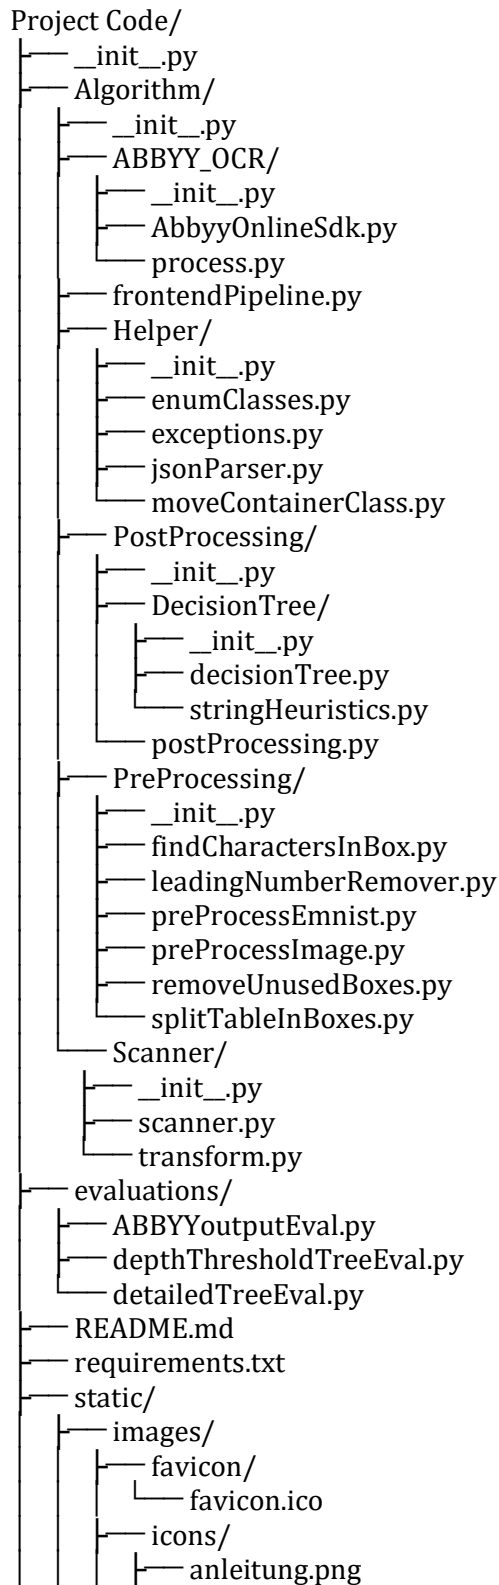 Project Code/
__init__.py
Algorithm/
__init__.py
ABBYY_OCR/
__init__.py
AbbyyOnlineSdk.py
process.py
frontendPipeline.py
Helper/
__init__.py
enumClasses.py
exceptions.py
jsonParser.py
moveContainerClass.py
PostProcessing/
__init__.py
DecisionTree/
__init__.py
decisionTree.py
stringHeuristics.py
postProcessing.py
PreProcessing/
__init__.py
findCharactersInBox.py
leadingNumberRemover.py
preProcessEmnist.py
preProcessImage.py
removeUnusedBoxes.py
splitTableInBoxes.py
Scanner/
__init__.py
scanner.py
transform.py
evaluations/
ABBYYoutputEval.py
depthThresholdTreeEval.py
detailedTreeEval.py
README.md
requirements.txt
static/
images/
favicon/
favicon.ico
icons/
anleitung.png